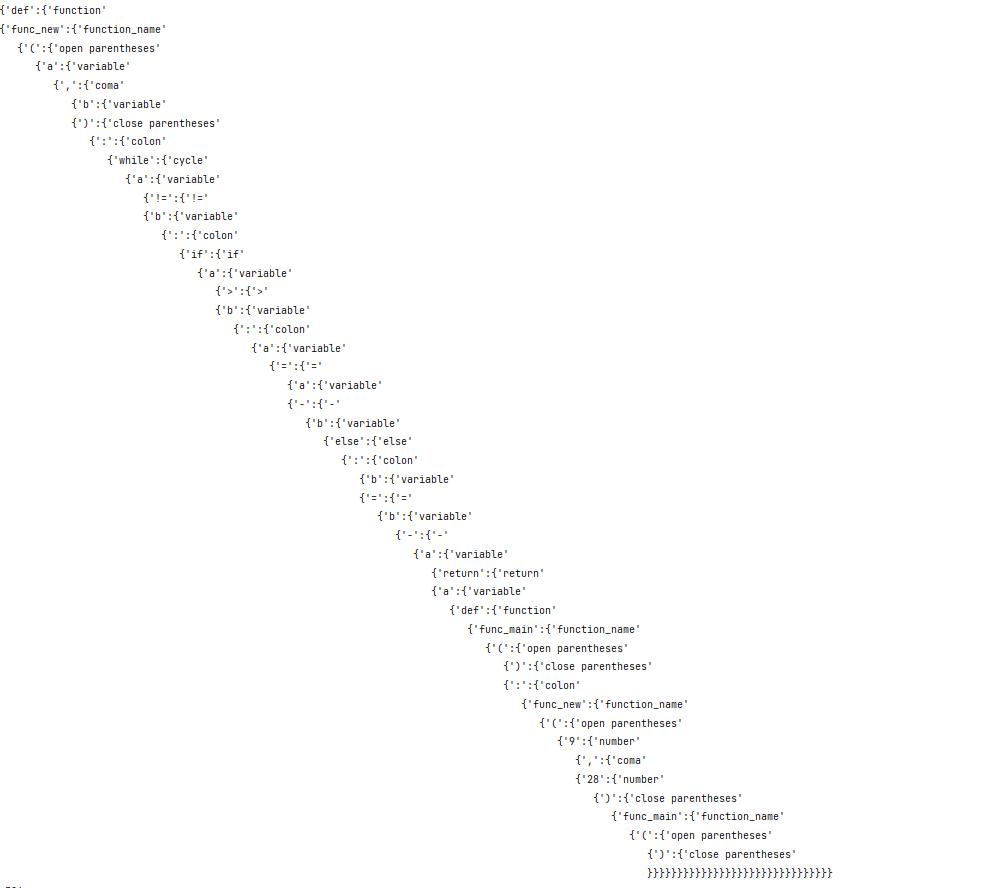 {'def':{'function'
{'func_new':{'function_name'
{'(':{'open parentheses'
{'a':{'variable'
{',':{'coma'
{'b':{'variable'
{')':{'close parentheses'
{':':{'colon'
{'while':{'cycle'
{'a':{'variable'
{'!=':{'!='
{'b':{'variable'
{':':{'colon'
{'if':{'if'
{'a':{'variable'
{'>':{'>'
{'b':{'variable'
{':':{'colon'
{'a':{'variable'
{'=':{'='
{'a':{'variable'
{'-':{'-'
{'b':{'variable'
{'else':{'else'
{':':{'colon'
{'b':{'variable'
{'=':{'='
{'b':{'variable'
{'-':{'-'
{'a':{'variable'
{'return':{'return'
{'a':{'variable'
{'def':{'function'
{'func_main':{'function_name'
{'(':{'open parentheses'
{')':{'close parentheses'
{':':{'colon'
{'func_new':{'function_name'
{'(':{'open parentheses'
{'9':{'number'
{',':{'coma'
{'28':{'number'
{')':{'close parentheses'
{'func_main':{'function_name'
{'(':{'open parentheses'
{')':{'close parentheses'
}}}}}}}}}}}}}}}}}}}}}}}}}}}}}}}